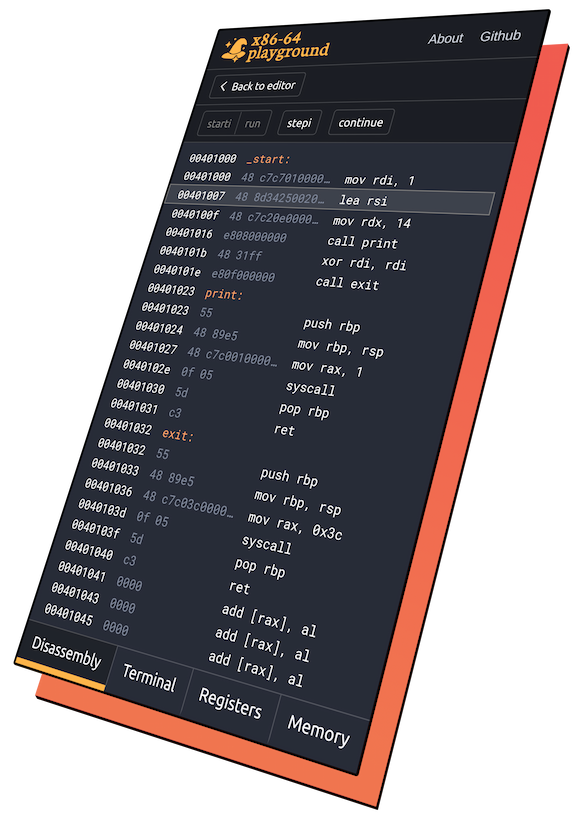 x86-64
playground
About Github
Back to editor
starti run stepi continue
00401000 _start:
00401000 48 c7c7010000… mov rdi, 1
00401007 48 8d34250020… lea rsi
0040100f 48 c7c20e0000… mov rdx, 14
00401016 e808000000 call print
0040101b 48 31ff xor rdi, rdi
0040101e e80f000000 call exit
00401023 print:
00401023 55 push rbp
00401024 48 89e5 mov rbp, rsp
00401027 48 c7c0010000… mov rax, 1
0040102e 0f 05 syscall
00401030 5d pop rbp
00401031 c3 ret
00401032 exit:
00401032 55 push rbp
00401033 48 89e5 mov rbp, rsp
00401036 48 c7c03c0000… mov rax, 0x3c
0040103d 0f 05 syscall
0040103f 5d pop rbp
00401040 c3 ret
00401041 0000 add [rax], al
00401043 0000 add [rax], al
00401045 0000 add [rax], al
Disassembly Terminal Registers Memory